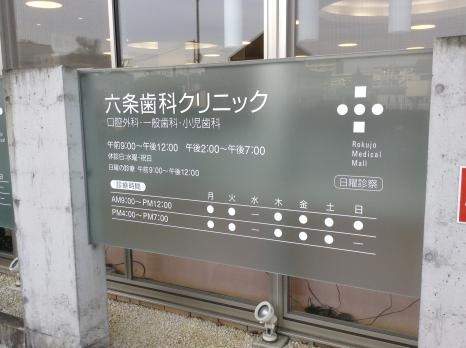 六条歯科クリニック
口腔外科・一般歯科・小児歯科
午前9:00〜午後12:00 午後2:00〜午後7:00
休診日:水曜・祝日
日曜の診療 午前9:00〜午後12:00
Rokujo
Medical
Mall
日曜診察
診療時間 月 火 水 木 金 土 日
AM9:00〜PM12:00 ● ● — ● ● ● ●
PM4:00〜PM7:00 ● ● — ● ● ● —